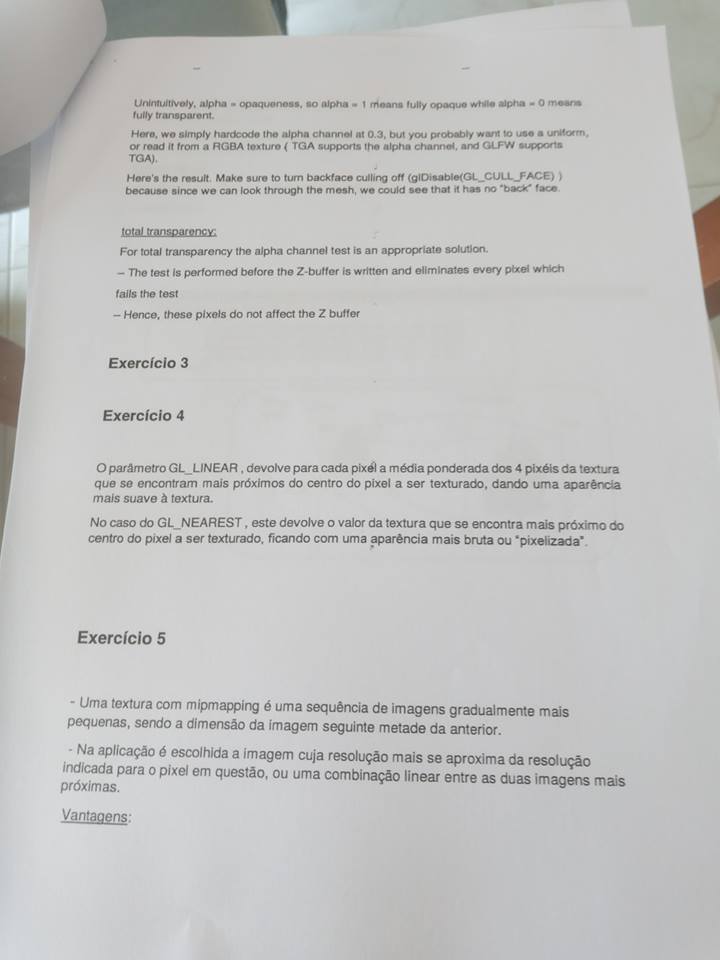 Unintuitively, alpha = opaqueness, so alpha = 1 means fully opaque while alpha = 0 means
fully transparent.
Here, we simply hardcode the alpha channel at 0.3, but you probably want to use a uniform,
or read it from a RGBA texture ( TGA supports the alpha channel, and GLFW supports
TGA).
Here's the result. Make sure to turn backface culling off (glDisable(GL_CULL_FACE) )
because since we can look through the mesh, we could see that it has no "back" face.
total transparency:
For total transparency the alpha channel test is an appropriate solution.
– The test is performed before the Z-buffer is written and eliminates every pixel which
fails the test
– Hence, these pixels do not affect the Z buffer
Exercício 3
Exercício 4
O parâmetro GL_LINEAR , devolve para cada pixel a média ponderada dos 4 pixéis da textura
que se encontram mais próximos do centro do pixel a ser texturado, dando uma aparência
mais suave à textura.
No caso do GL_NEAREST , este devolve o valor da textura que se encontra mais próximo do
centro do pixel a ser texturado, ficando com uma aparência mais bruta ou "pixelizada".
Exercício 5
- Uma textura com mipmapping é uma sequência de imagens gradualmente mais
pequenas, sendo a dimensão da imagem seguinte metade da anterior.
- Na aplicação é escolhida a imagem cuja resolução mais se aproxima da resolução
indicada para o pixel em questão, ou uma combinação linear entre as duas imagens mais
próximas.
Vantagens: